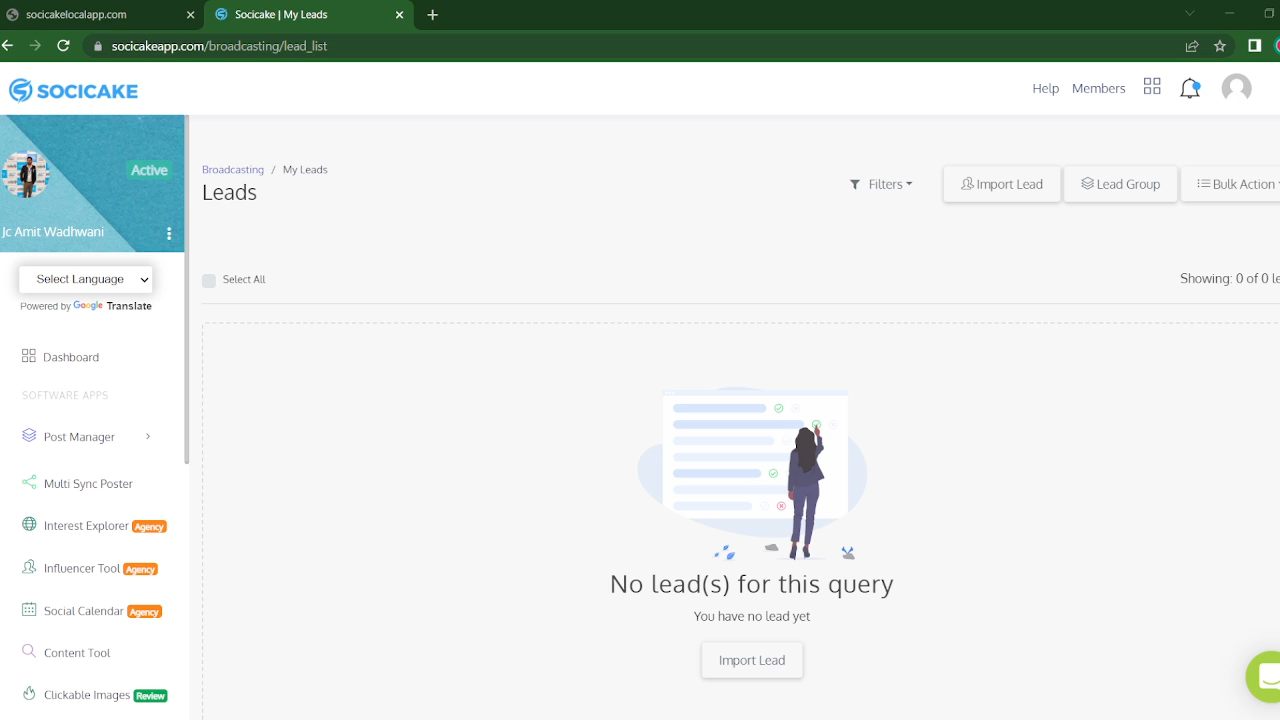 socicakelocalapp.com
Socicake | My Leads
socicakeapp.com/broadcasting/lead_list
SOCICAKE
Help
Members
Active
Jc Amit Wadhwani
Select Language
Powered by Google Translate
Dashboard
SOFTWARE APPS
Post Manager
Multi Sync Poster
Interest Explorer Agency
Influencer Tool Agency
Social Calendar Agency
Content Tool
Clickable Images Review
Broadcasting / My Leads
Leads
Filters
Import Lead
Lead Group
Bulk Action
Select All
Showing: 0 of 0 le
No lead(s) for this query
You have no lead yet
Import Lead